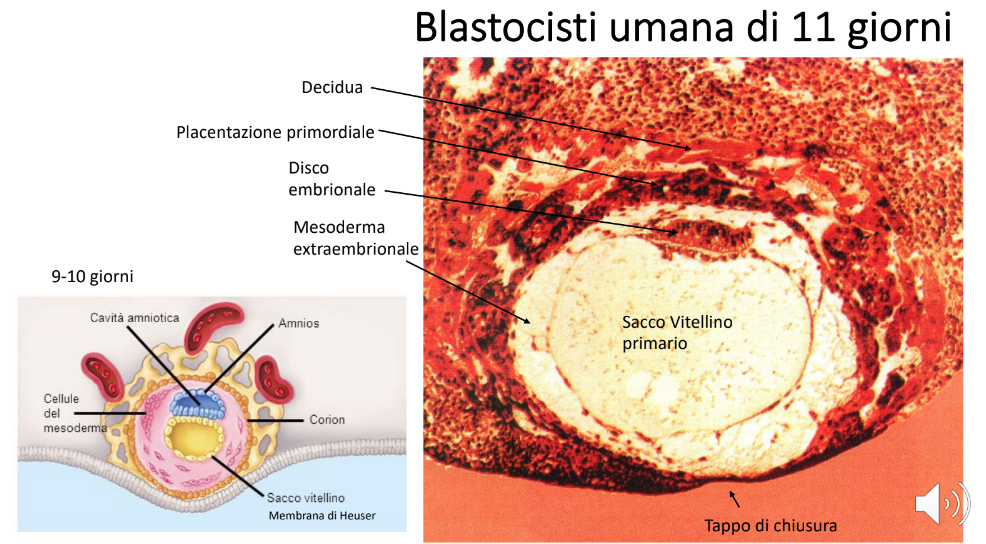 Blastocisti umana di 11 giorni
Decidua
Placentazione primordiale
Disco
embrionale
Mesoderma
extraembrionale
9-10 giorni
Cavità amniotica
Amnios
Cellule
del
mesoderma
Corion
Sacco vitellino
Membrana di Heuser
Sacco Vitellino
primario
Tappo di chiusura